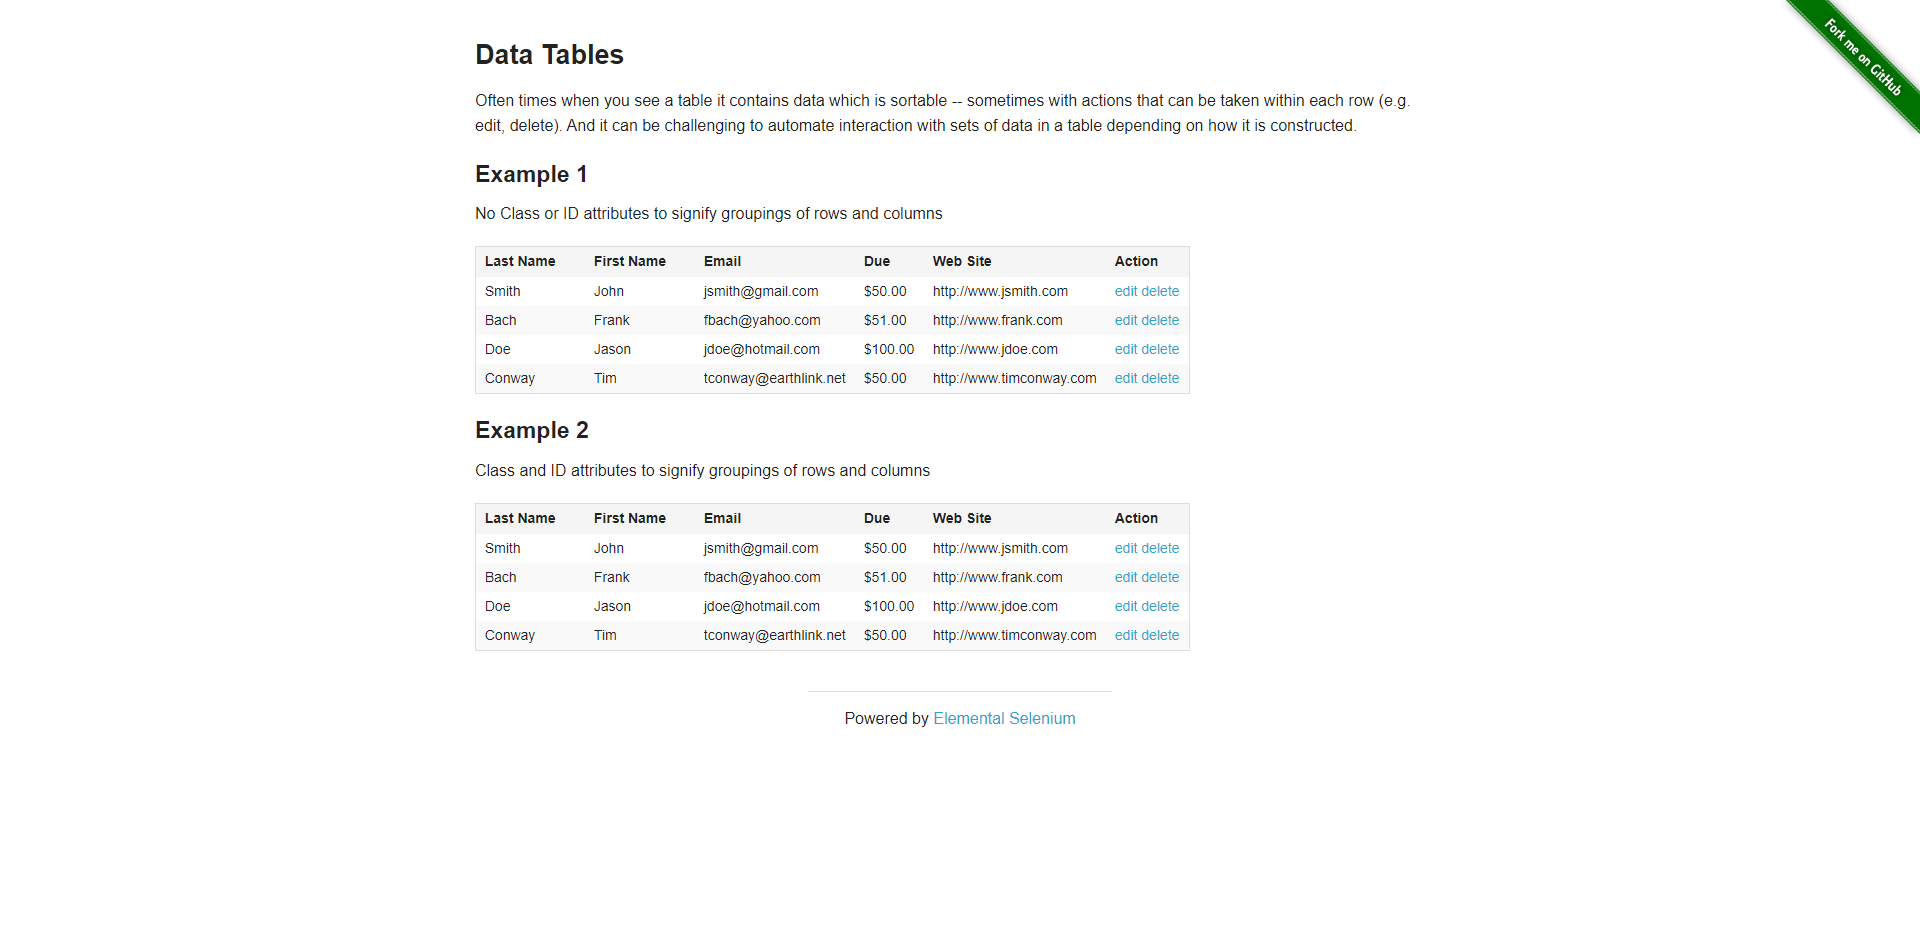 Fork me on GitHub
Data Tables
Often times when you see a table it contains data which is sortable -- sometimes with actions that can be taken within each row (e.g.
edit, delete). And it can be challenging to automate interaction with sets of data in a table depending on how it is constructed.
Example 1
No Class or ID attributes to signify groupings of rows and columns
Last Name First Name Email Due Web Site Action
Smith John jsmith@gmail.com $50.00 http://www.jsmith.com edit delete
Bach Frank fbach@yahoo.com $51.00 http://www.frank.com edit delete
Doe Jason jdoe@hotmail.com $100.00 http://www.jdoe.com edit delete
Conway Tim tconway@earthlink.net $50.00 http://www.timconway.com edit delete
Example 2
Class and ID attributes to signify groupings of rows and columns
Last Name First Name Email Due Web Site Action
Smith John jsmith@gmail.com $50.00 http://www.jsmith.com edit delete
Bach Frank fbach@yahoo.com $51.00 http://www.frank.com edit delete
Doe Jason jdoe@hotmail.com $100.00 http://www.jdoe.com edit delete
Conway Tim tconway@earthlink.net $50.00 http://www.timconway.com edit delete
Powered by Elemental Selenium